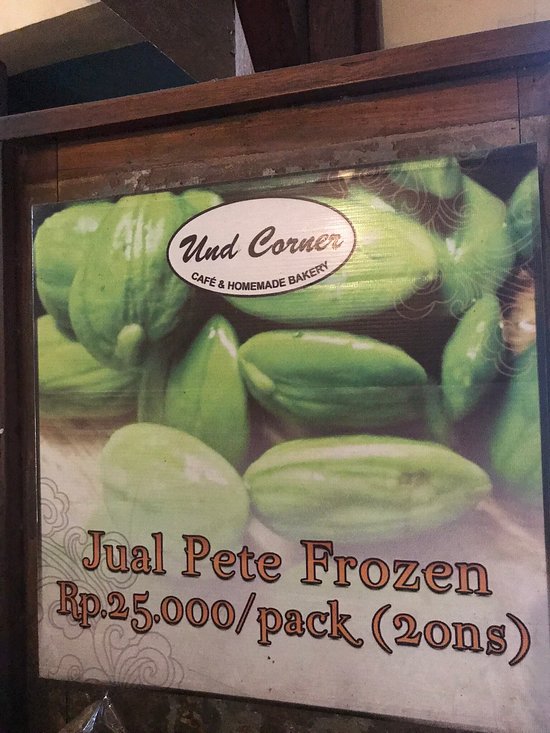 Und Corner
CAFÉ & HOMEMADE BAKERY
Jual Pete Frozen
Rp.25.000/pack (2ons)